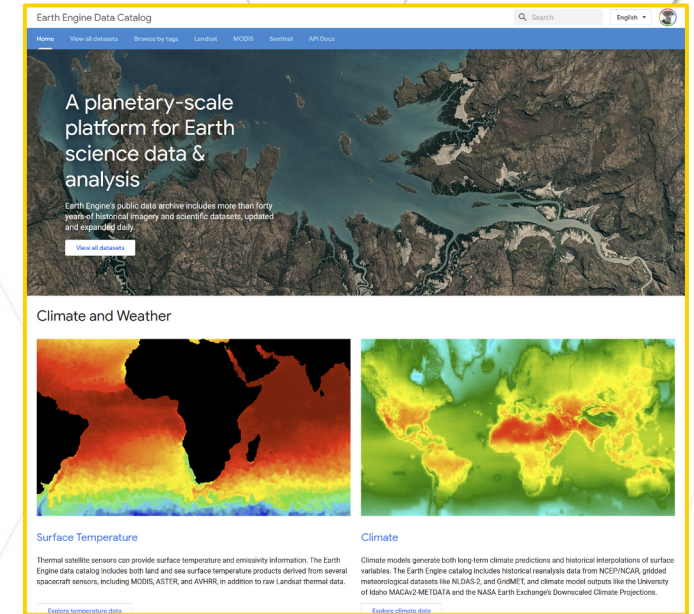 Earth Engine Data Catalog
Search
English
Home View all datasets Browse by tags Landsat MODIS Sentinel API Docs
A planetary-scale
platform for Earth
science data &
analysis
Earth Engine's public data archive includes more than forty
years of historical imagery and scientific datasets, updated
and expanded daily.
View all datasets
Climate and Weather
Surface Temperature
Thermal satellite sensors can provide surface temperature and emissivity information. The Earth
Engine data catalog includes both land and sea surface temperature products derived from several
spacecraft sensors, including MODIS, ASTER, and AVHRR, in addition to raw Landsat thermal data.
Explore temperature data
Climate
Climate models generate both long-term climate predictions and historical interpolations of surface
variables. The Earth Engine catalog includes historical reanalysis data from NCEP/NCAR, gridded
meteorological datasets like NLDAS-2, and GridMET, and climate model outputs like the University
of Idaho MACAv2-METDATA and the NASA Earth Exchange's Downscaled Climate Projections.
Explore climate data